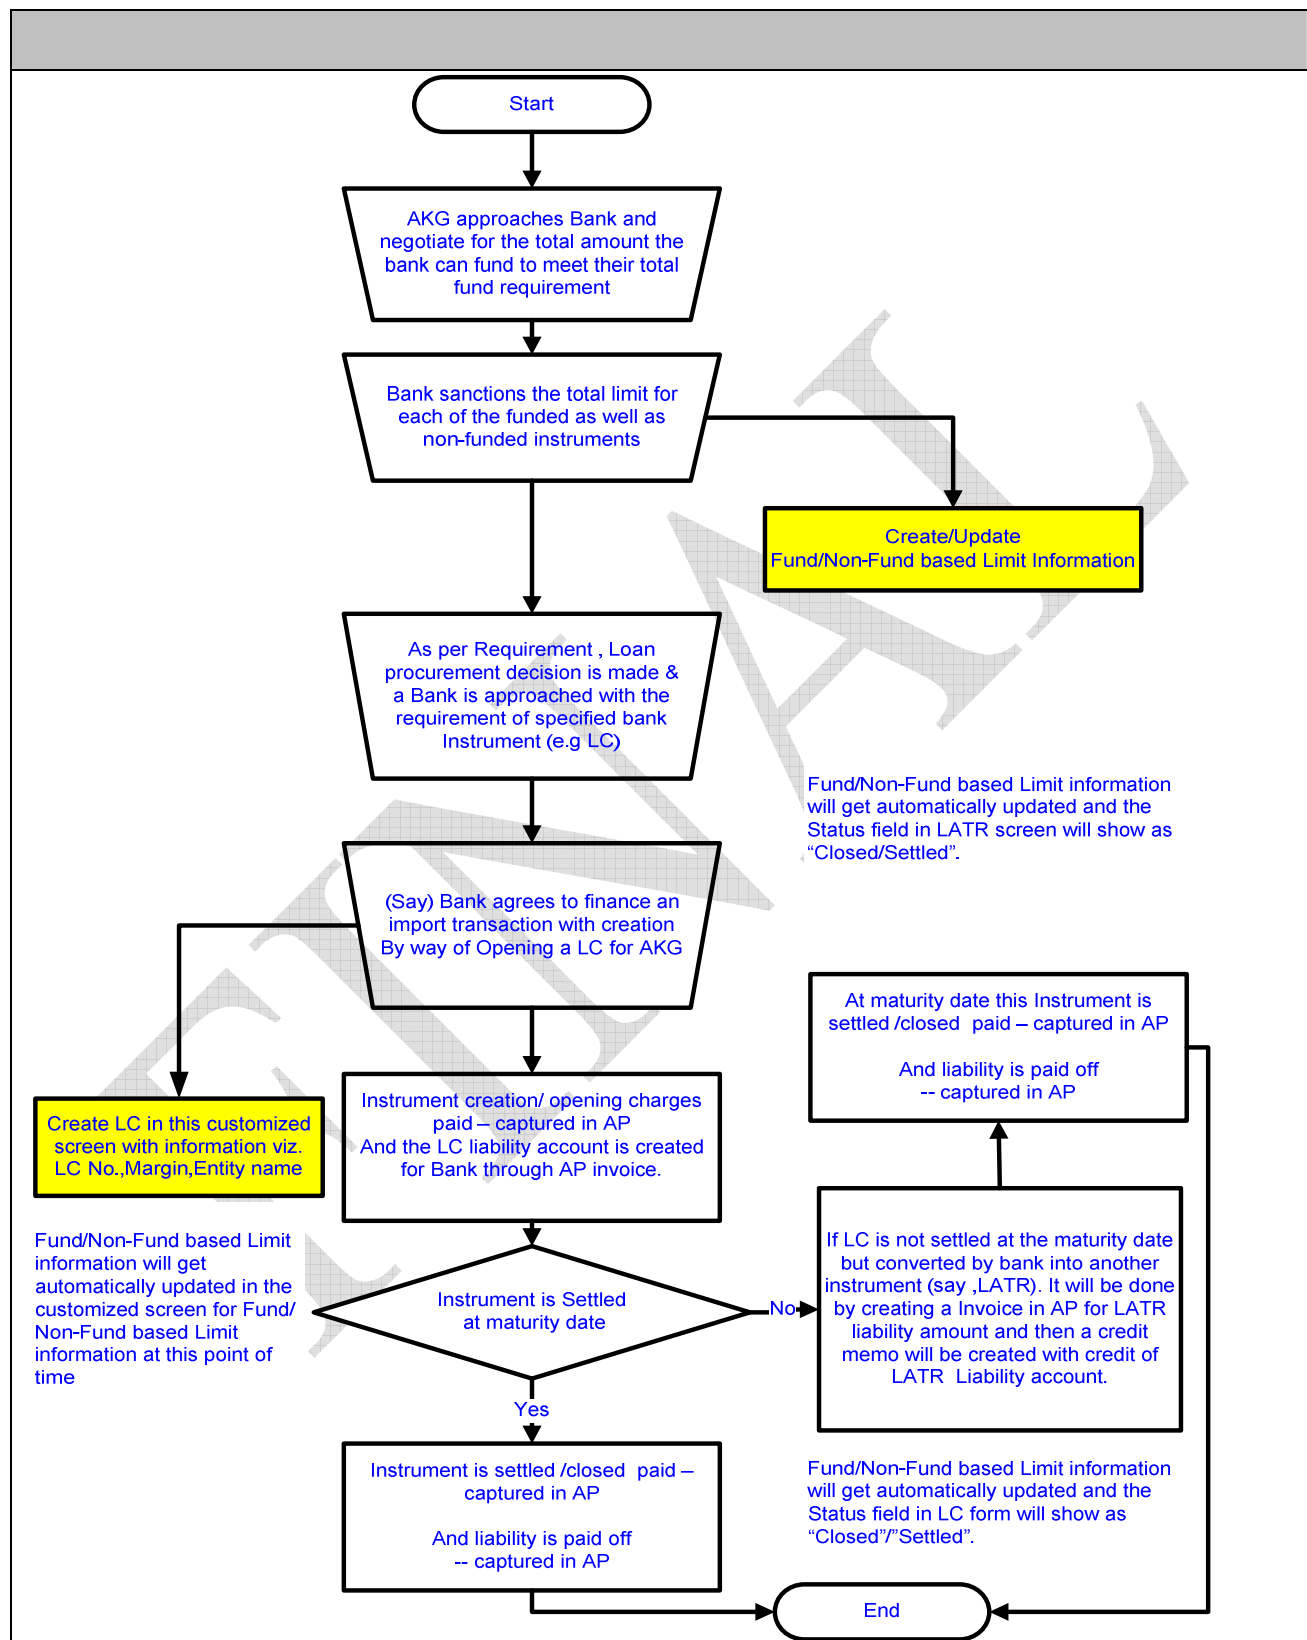 Start
AKG approaches Bank and
negotiate for the total amount the
bank can fund to meet their total
fund requirement
Bank sanctions the total limit for
each of the funded as well as
non-funded instruments
Create/Update
Fund/Non-Fund based Limit Information
As per Requirement , Loan
procurement decision is made &
a Bank is approached with the
requirement of specified bank
Instrument (e.g LC)
Fund/Non-Fund based Limit information
will get automatically updated and the
Status field in LATR screen will show as
“Closed/Settled”.
(Say) Bank agrees to finance an
import transaction with creation
By way of Opening a LC for AKG
At maturity date this Instrument is
settled /closed  paid – captured in AP
And liability is paid off
-- captured in AP
Create LC in this customized
screen with information viz.
LC No.,Margin,Entity name
Instrument creation/ opening charges
paid – captured in AP
And the LC liability account is created
for Bank through AP invoice.
Fund/Non-Fund based Limit
information will get
automatically updated in the
customized screen for Fund/
Non-Fund based Limit
information at this point of
time
Instrument is Settled
at maturity date
No
If LC is not settled at the maturity date
but converted by bank into another
instrument (say ,LATR). It will be done
by creating a Invoice in AP for LATR
liability amount and then a credit
memo will be created with credit of
LATR  Liability account.
Yes
Instrument is settled /closed  paid –
captured in AP
And liability is paid off
-- captured in AP
Fund/Non-Fund based Limit information
will get automatically updated and the
Status field in LC form will show as
“Closed”/”Settled”.
End
FINAL